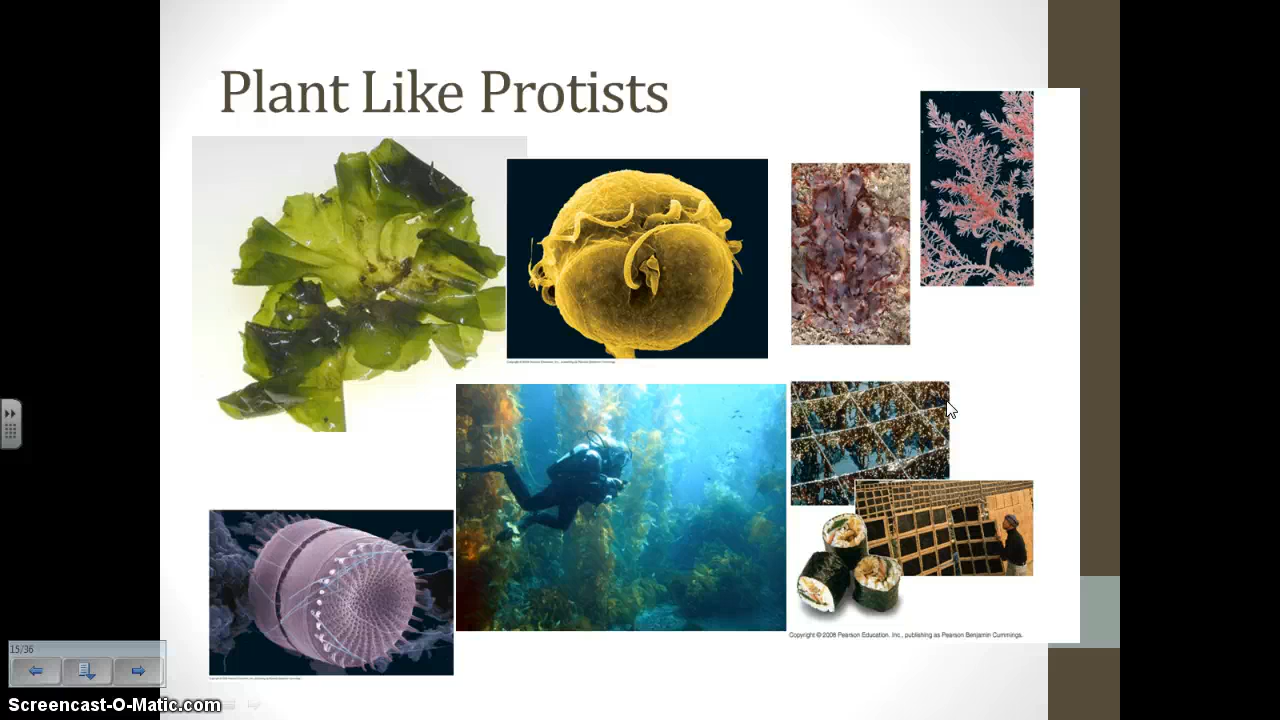 Plant Like Protists
Copyright © 2008 Pearson Education, Inc., publishing as Pearson Benjamin Cummings.
15/36
Screencast-O-Matic.com